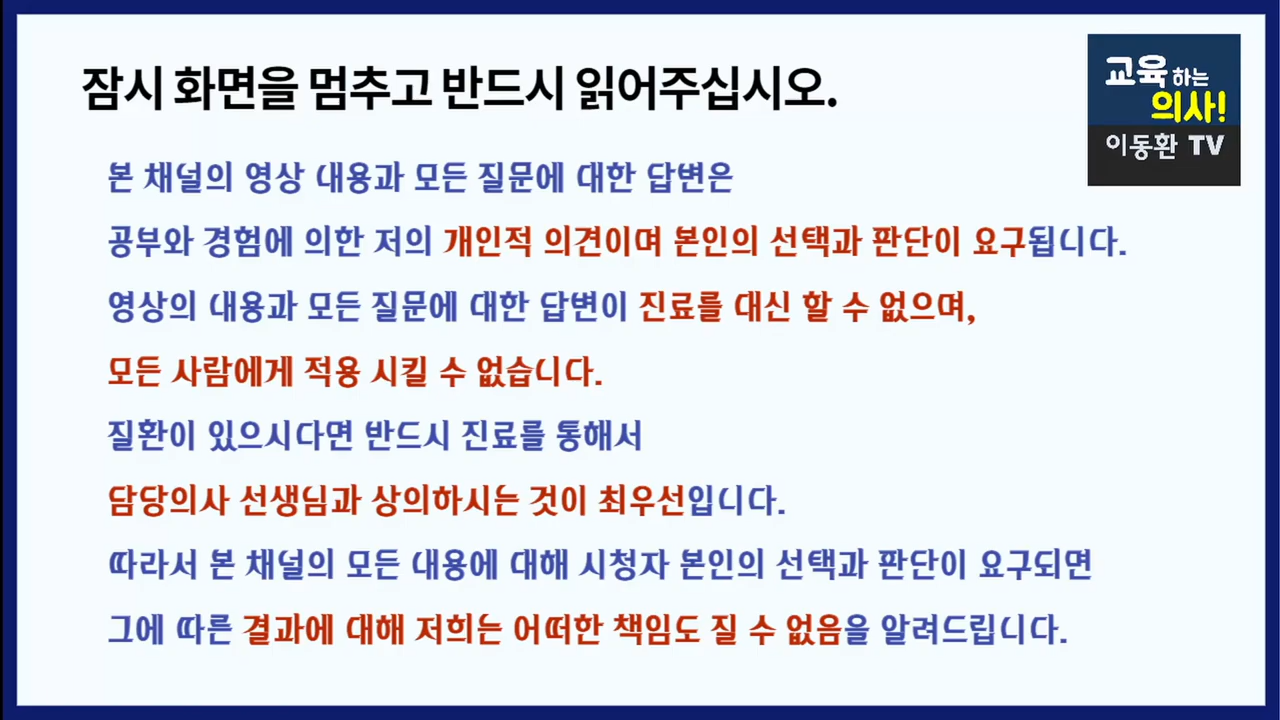 잠시 화면을 멈추고 반드시 읽어주십시오.
교육하는
의사!
이동환 TV
본 채널의 영상 내용과 모든 질문에 대한 답변은
공부와 경험에 의한 저의 개인적 의견이며 본인의 선택과 판단이 요구됩니다.
영상의 내용과 모든 질문에 대한 답변이 진료를 대신 할 수 없으며,
모든 사람에게 적용 시킬 수 없습니다.
질환이 있으시다면 반드시 진료를 통해서
담당의사 선생님과 상의하시는 것이 최우선입니다.
따라서 본 채널의 모든 내용에 대해 시청자 본인의 선택과 판단이 요구되면
그에 따른 결과에 대해 저희는 어떠한 책임도 질 수 없음을 알려드립니다.